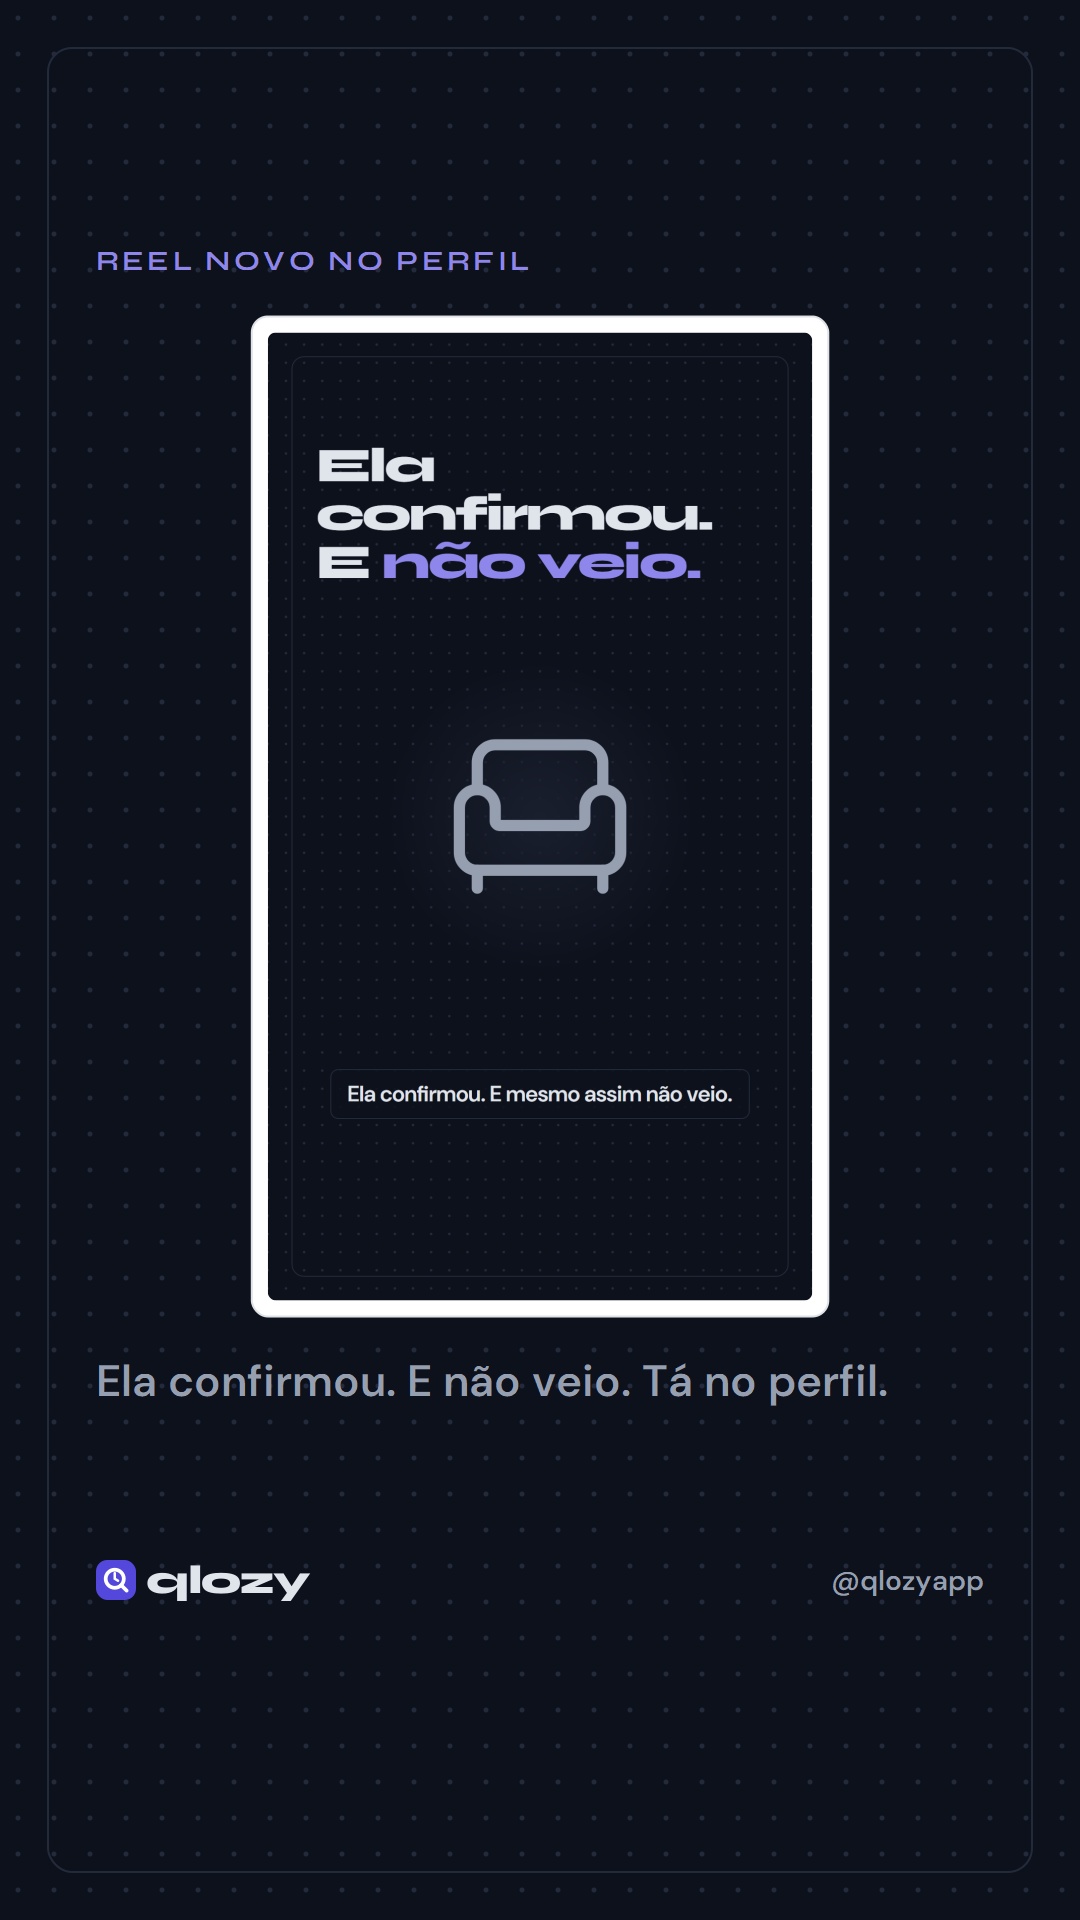 REEL NOVO NO PERFIL
Ela
confirmou.
E não veio.
Ela confirmou. E mesmo assim não veio.
Ela confirmou. E não veio. Tá no perfil.
qlozy
@qlozyapp